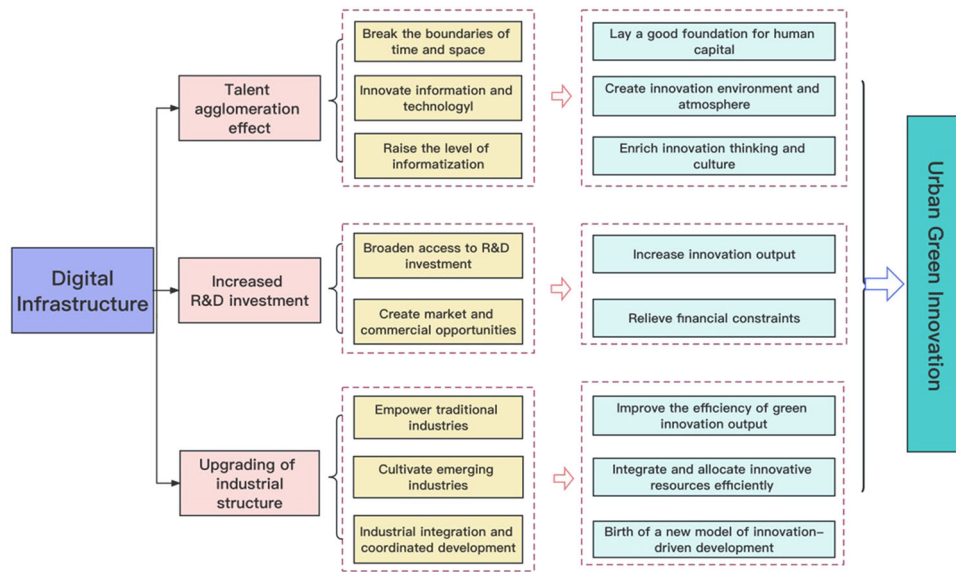 Digital
Infrastructure
Talent
agglomeration
effect
Break the boundaries of
time and space
Innovate information and
technologyl
Raise the level of
informatization
Lay a good foundation for human
capital
Create innovation environment and
atmosphere
Enrich innovation thinking and
culture
Increased
R&D investment
Broaden access to R&D
investment
Create market and
commercial opportunities
Increase innovation output
Relieve financial constraints
Upgrading of
industrial
structure
Empower traditional
industries
Cultivate emerging
industries
Industrial integration and
coordinated development
Improve the efficiency of green
innovation output
Integrate and allocate innovative
resources efficiently
Birth of a new model of innovation–
driven development
Urban Green Innovation